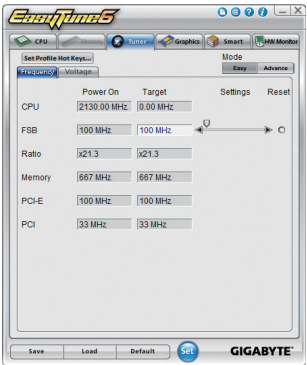 EasyTune6
CPU Memory Tuner Graphics Smart HW Monitor
Set Profile Hot Keys... Mode
Frequency Voltage Easy Advance
Power On Target Settings Reset
CPU 2130.00 MHz 0.00 MHz
FSB 100 MHz 100 MHz
Ratio x21.3 x21.3
Memory 667 MHz 667 MHz
PCI-E 100 MHz 100 MHz
PCI 33 MHz 33 MHz
Save Load Default Set GIGABYTE